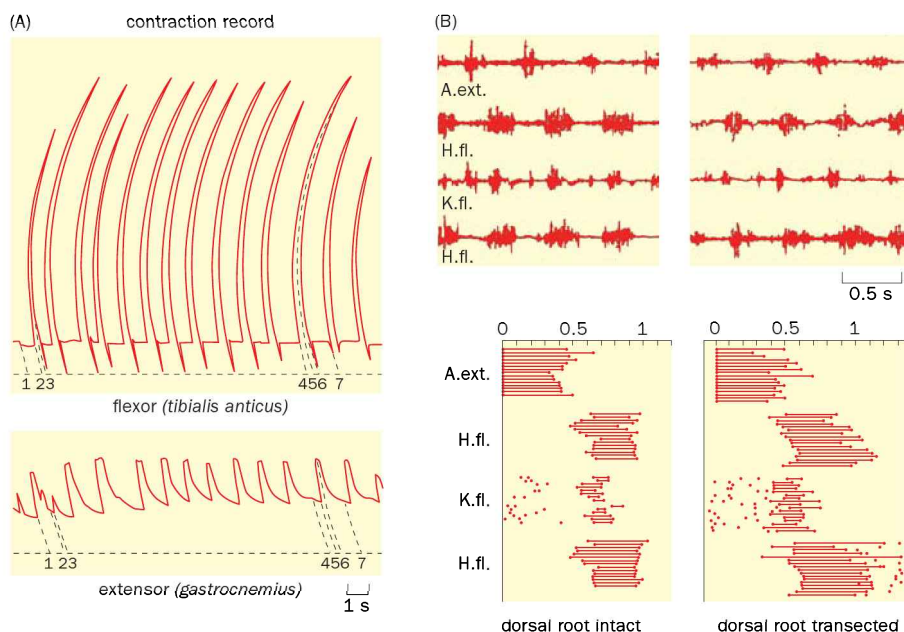 (A)
contraction record
1 23 456 7
flexor (tibialis anticus)
1 23 456 7
extensor (gastrocnemius)
1 s
(B)
A.ext.
H.fl.
K.fl.
H.fl.
0.5 s
0 0.5 1
0 0.5 1
A.ext.
H.fl.
K.fl.
H.fl.
dorsal root intact
dorsal root transected